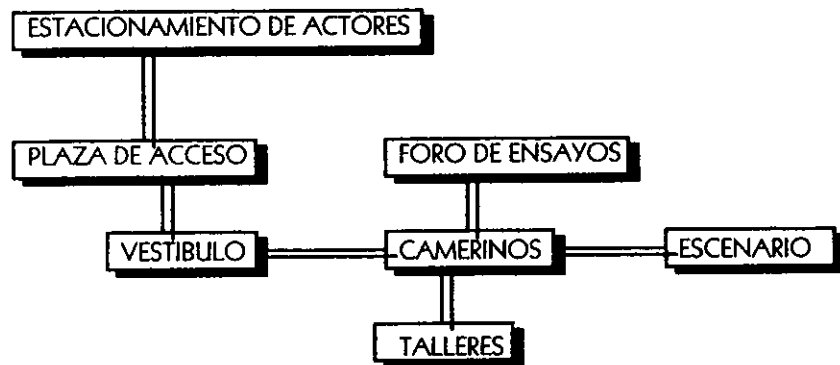 ESTACIONAMIENTO DE ACTORES
PLAZA DE ACCESO
FORO DE ENSAYOS
VESTIBULO
CAMERINOS
ESCENARIO
TALLERES